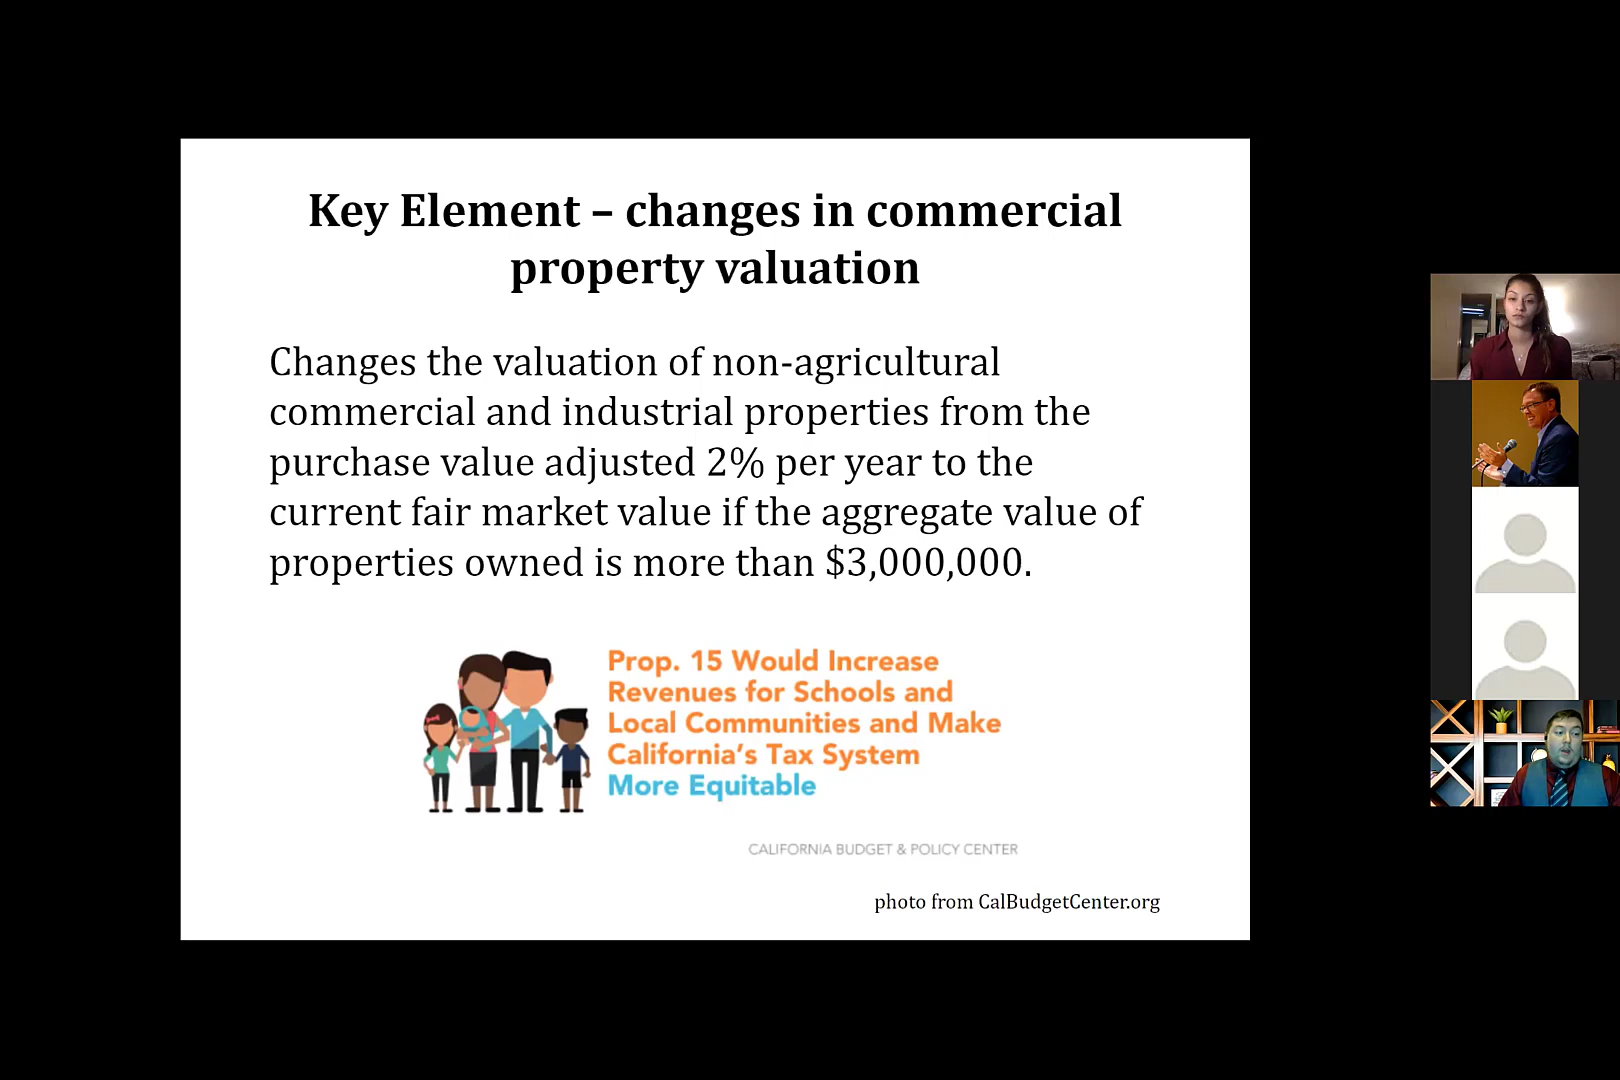 Key Element – changes in commercial
property valuation
Changes the valuation of non-agricultural
commercial and industrial properties from the
purchase value adjusted 2% per year to the
current fair market value if the aggregate value of
properties owned is more than $3,000,000.
Prop. 15 Would Increase
Revenues for Schools and
Local Communities and Make
California's Tax System
More Equitable
CALIFORNIA BUDGET & POLICY CENTER
photo from CalBudgetCenter.org